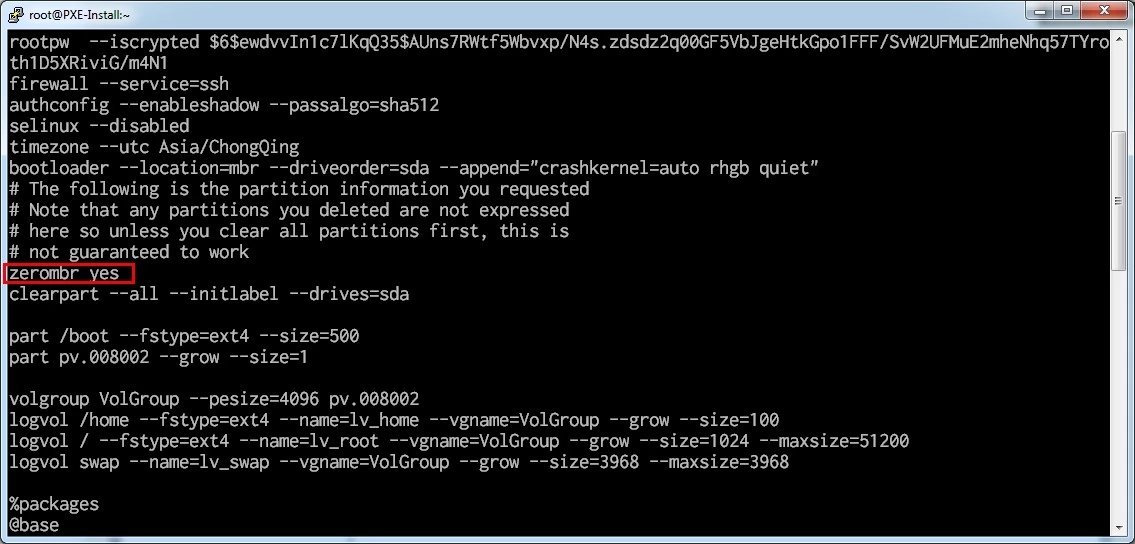 root@PXE-Install:~
rootpw  --iscrypted $6$ewdvvIn1c7lKqQ35$AUns7RWtf5Wbvxp/N4s.zdsdz2q00GF5VbJgeHtkGpo1FFF/SvW2UFMuE2mheNhq57TYro
th1D5XRiviG/m4N1
firewall --service=ssh
authconfig --enableshadow --passalgo=sha512
selinux --disabled
timezone --utc Asia/ChongQing
bootloader --location=mbr --driveorder=sda --append="crashkernel=auto rhgb quiet"
# The following is the partition information you requested
# Note that any partitions you deleted are not expressed
# here so unless you clear all partitions first, this is
# not guaranteed to work
zerombr yes
clearpart --all --initlabel --drives=sda
part /boot --fstype=ext4 --size=500
part pv.008002 --grow --size=1
volgroup VolGroup --pesize=4096 pv.008002
logvol /home --fstype=ext4 --name=lv_home --vgname=VolGroup --grow --size=100
logvol / --fstype=ext4 --name=lv_root --vgname=VolGroup --grow --size=1024 --maxsize=51200
logvol swap --name=lv_swap --vgname=VolGroup --grow --size=3968 --maxsize=3968
%packages
@base